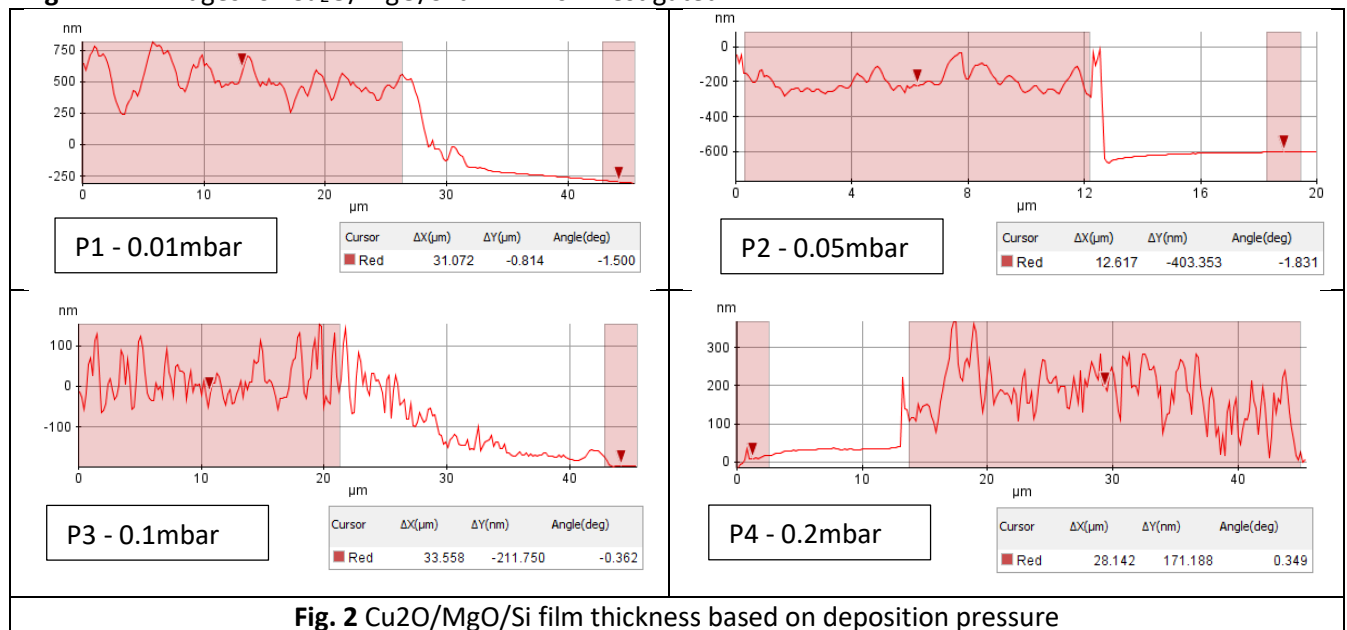 nm
750
500
250
0
-250
0 10 20 30 40
µm
P1 - 0.01mbar
Cursor ΔX(µm) ΔY(µm) Angle(deg)
Red 31.072 -0.814 -1.500
nm
0
-200
-400
-600
0 4 8 12 16 20
µm
P2 - 0.05mbar
Cursor ΔX(µm) ΔY(nm) Angle(deg)
Red 12.617 -403.353 -1.831
nm
100
0
-100
0 10 20 30 40
µm
P3 - 0.1mbar
Cursor ΔX(µm) ΔY(nm) Angle(deg)
Red 33.558 -211.750 -0.362
nm
300
200
100
0
0 10 20 30 40
µm
P4 - 0.2mbar
Cursor ΔX(µm) ΔY(nm) Angle(deg)
Red 28.142 171.188 0.349
Fig. 2 Cu2O/MgO/Si film thickness based on deposition pressure